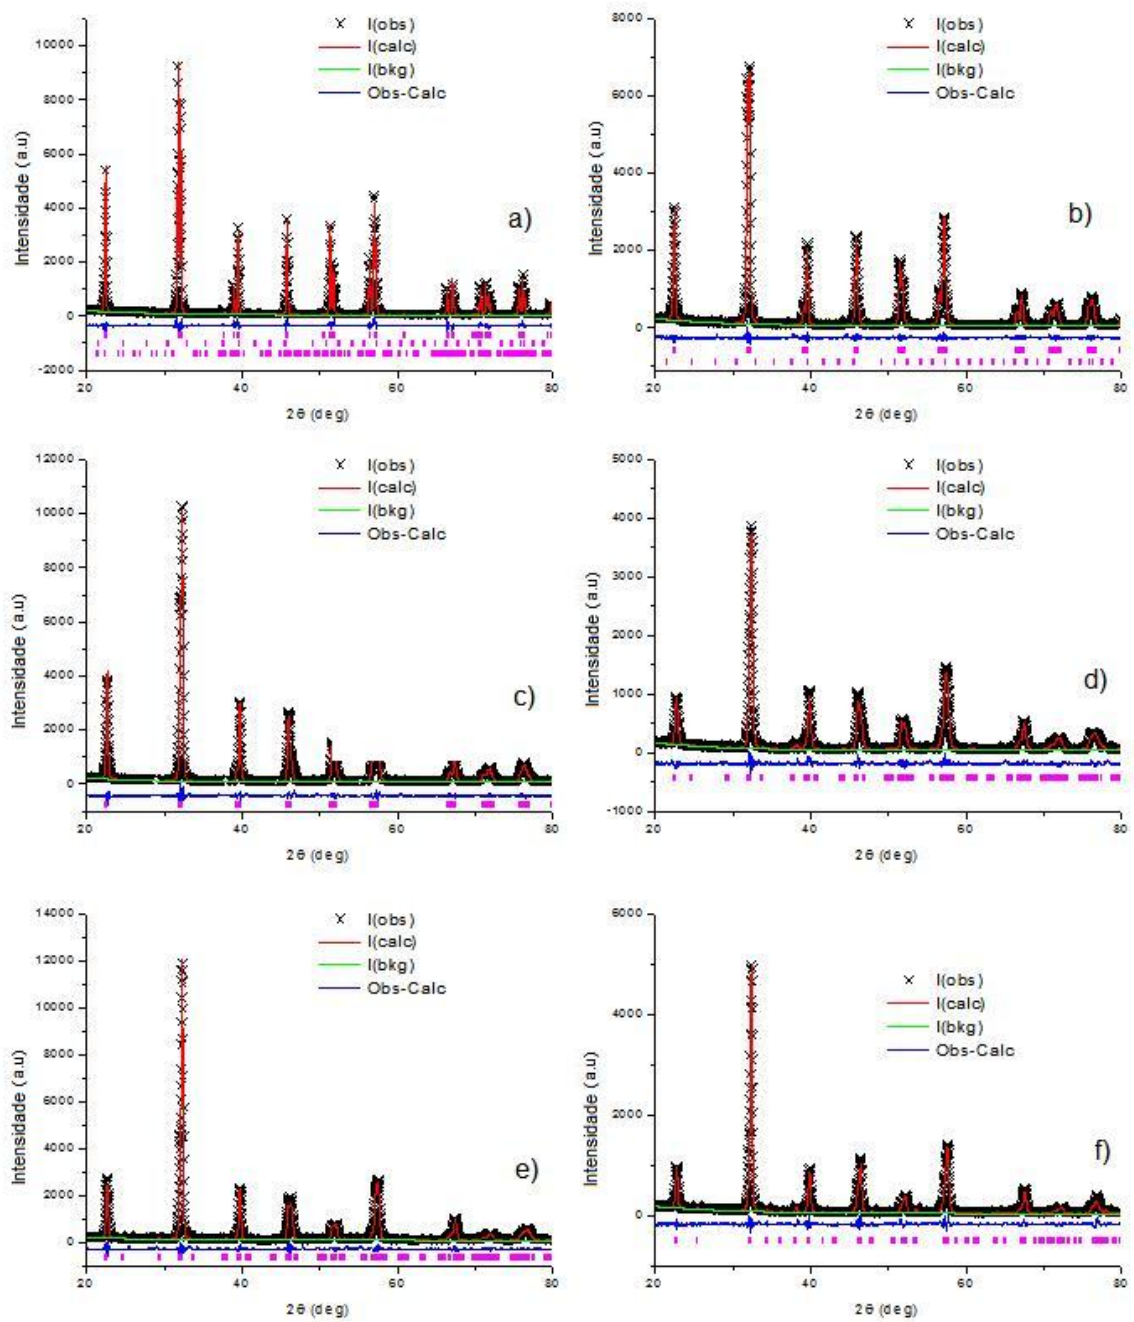 I(obs)
I(calc)
I(bkg)
Obs-Calc
10000
8000
6000
4000
2000
0
-2000
20
40
60
80
Intensidade (a.u)
2θ (deg)
a)
I(obs)
I(calc)
I(bkg)
Obs-Calc
8000
6000
4000
2000
0
20
40
60
80
Intensidade (a.u)
2θ (deg)
b)
I(obs)
I(calc)
I(bkg)
Obs-Calc
12000
10000
8000
6000
4000
2000
0
20
40
60
80
Intensidade (a.u)
2θ (deg)
c)
I(obs)
I(calc)
I(bkg)
Obs-Calc
5000
4000
3000
2000
1000
0
-1000
20
40
60
80
Intensidade (a.u)
2θ (deg)
d)
I(obs)
I(calc)
I(bkg)
Obs-Calc
14000
12000
10000
8000
6000
4000
2000
0
20
40
60
80
Intensidade (a.u)
2θ (deg)
e)
I(obs)
I(calc)
I(bkg)
Obs-Calc
6000
4000
2000
0
20
40
60
80
Intensidade (a.u)
2θ (deg)
f)